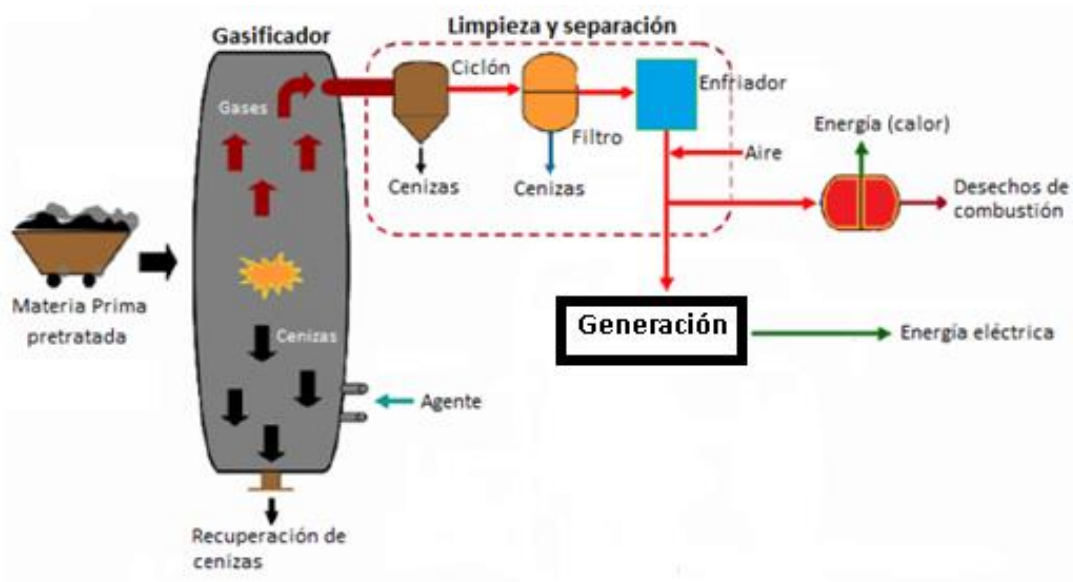 Limpieza y separación
Gasificador
Ciclón
Gases
Enfriador
Filtro
Energía (calor)
Aire
Cenizas
Cenizas
Desechos de
combustión
Materia Prima
pretratada
Cenizas
Generación
Energía eléctrica
Agente
Recuperación de
cenizas